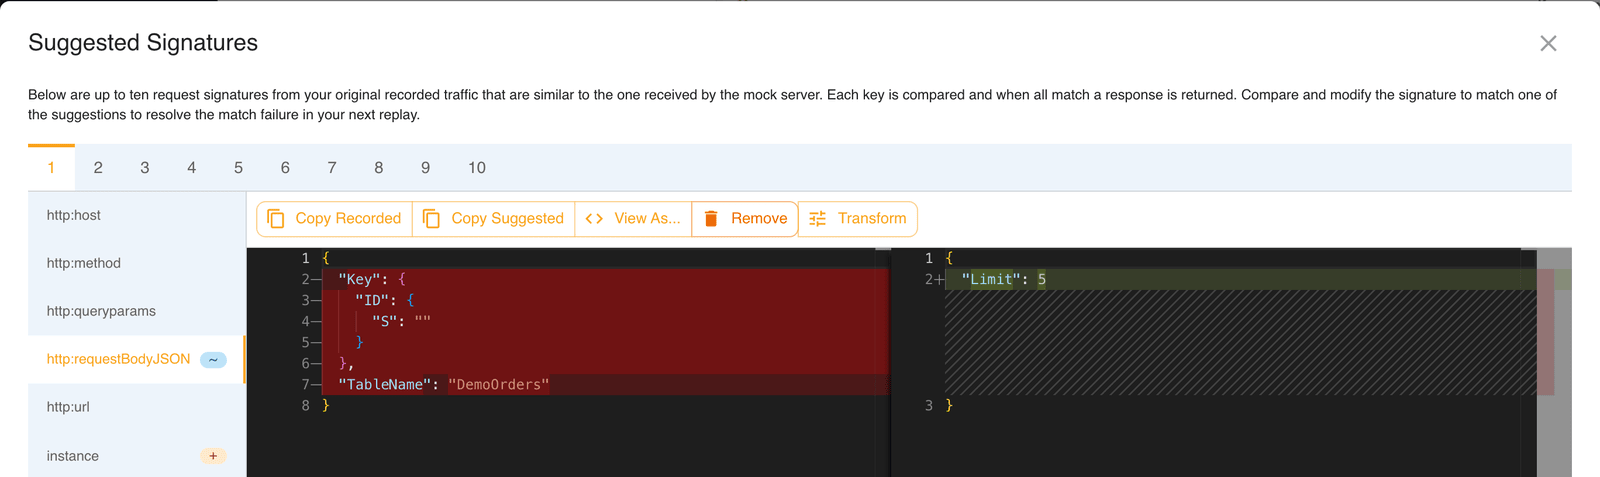 Suggested Signatures
Below are up to ten request signatures from your original recorded traffic that are similar to the one received by the mock server. Each key is compared and when all match a response is returned. Compare and modify the signature to match one of
the suggestions to resolve the match failure in your next replay.
1 2 3 4 5 6 7 8 9 10
http:host
http:method
http:queryparams
http:requestBodyJSON ~
http:url
instance +
Copy Recorded Copy Suggested <> View As... Remove Transform
1 {
2— "Key": {
3— "ID": {
4— "S": ""
5— }
6— },
7— "TableName": "DemoOrders"
8 }
1 {
2+ "Limit": 5
3 }